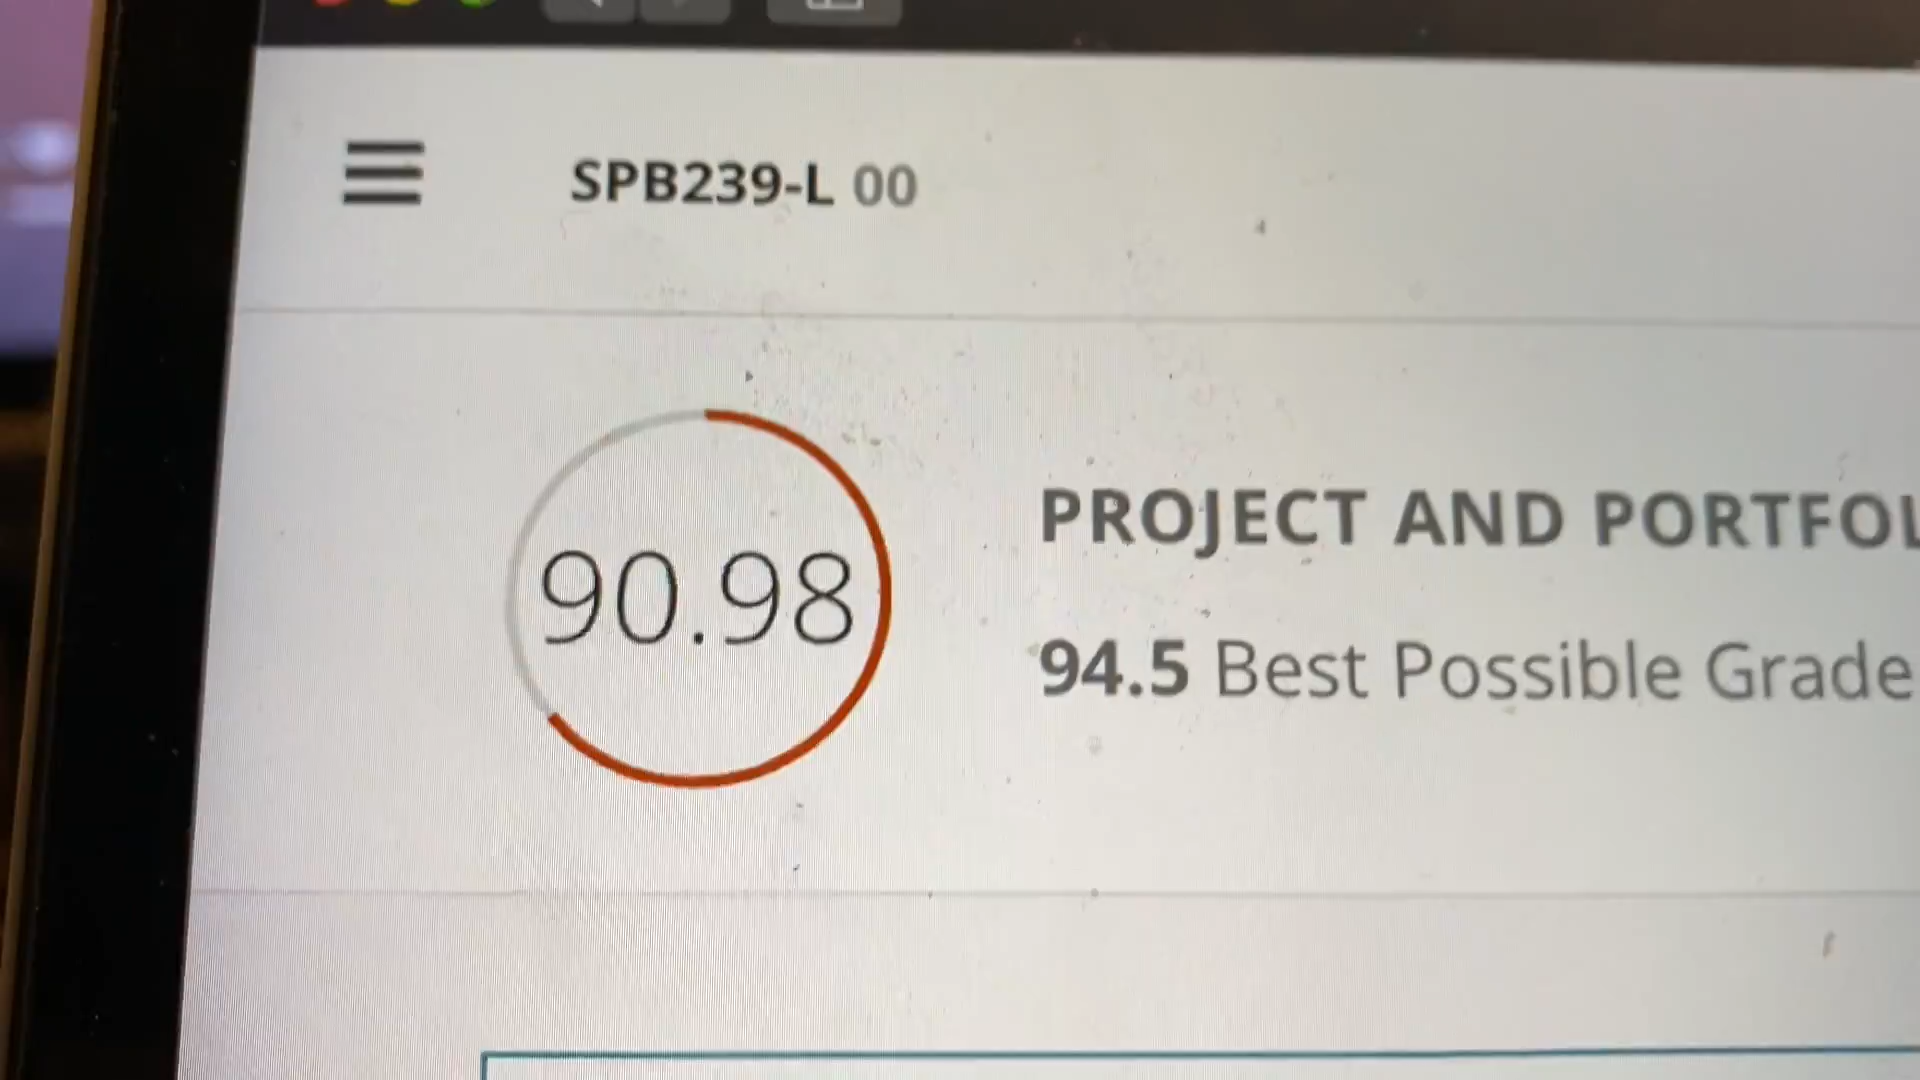 SPB239-L 00
90.98
PROJECT AND PORTFOL
94.5 Best Possible Grade